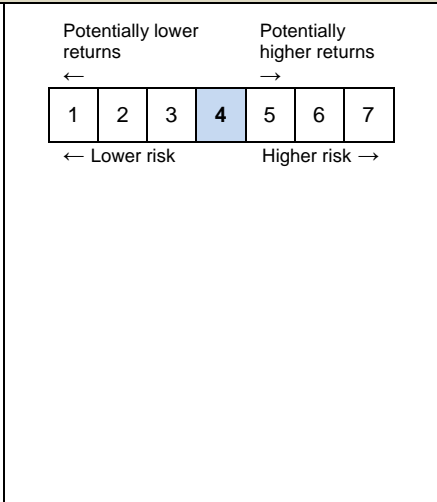 Potentially lower returns
←
Potentially higher returns
→
1 2 3 4 5 6 7
← Lower risk Higher risk →